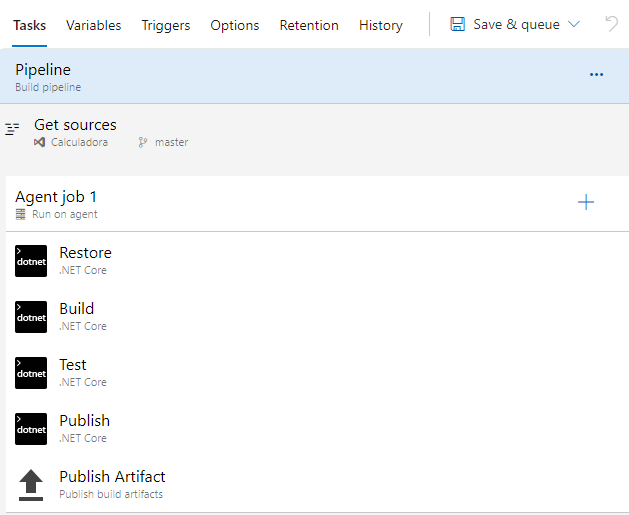 Tasks Variables Triggers Options Retention History Save & queue
Pipeline
Build pipeline
Get sources
Calculadora master
Agent job 1
Run on agent
>
dotnet
Restore
.NET Core
>
dotnet
Build
.NET Core
>
dotnet
Test
.NET Core
>
dotnet
Publish
.NET Core
Publish Artifact
Publish build artifacts